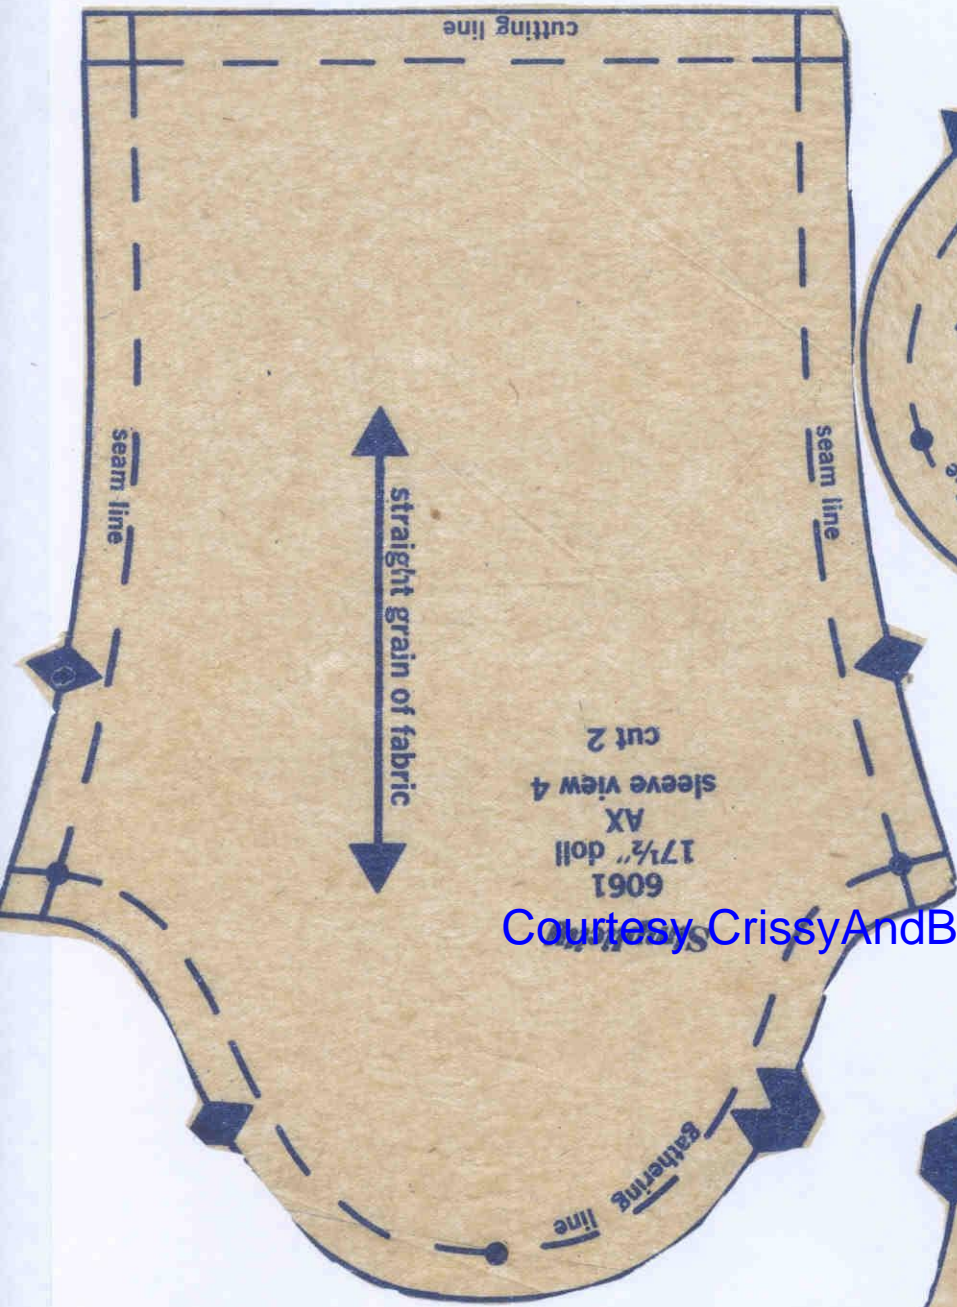 cutting line
seam line
seam line
straight grain of fabric
Simplicity
6061
17½" doll
AX
sleeve view 4
cut 2
Courtesy CrissyAndB
gathering line